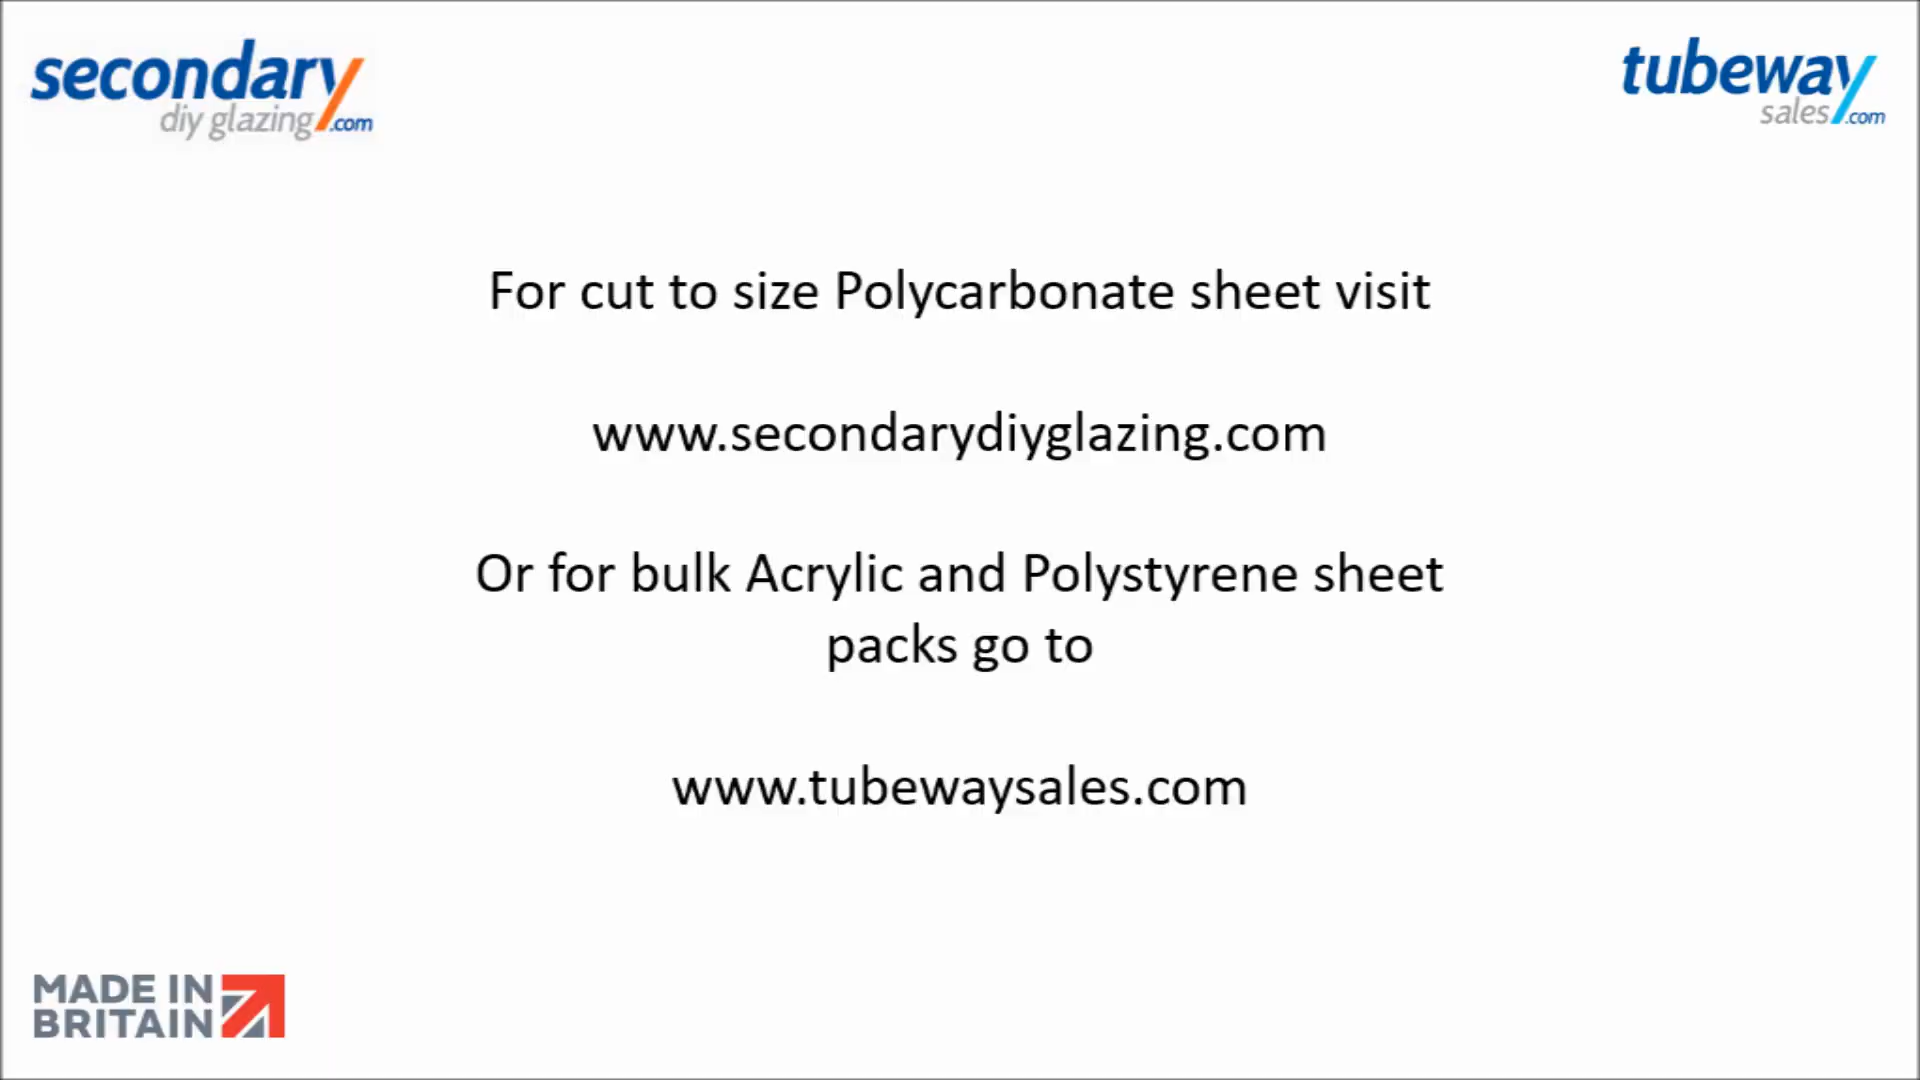 secondary
diy glazing.com
tubeway
sales.com
For cut to size Polycarbonate sheet visit
www.secondarydiyglazing.com
Or for bulk Acrylic and Polystyrene sheet
packs go to
www.tubewaysales.com
MADE IN
BRITAIN